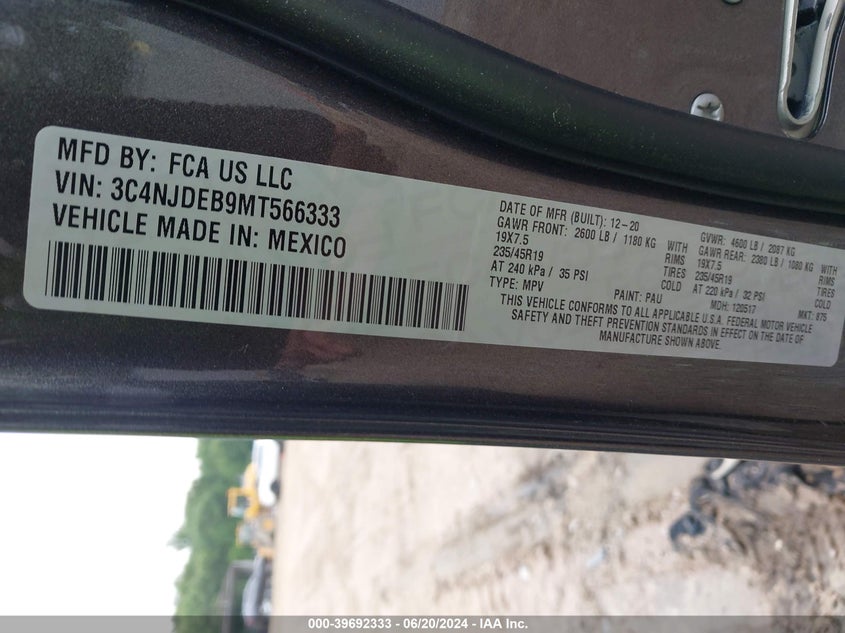 MFD BY: FCA US LLC
VIN: 3C4NJDEB9MT566333
VEHICLE MADE IN: MEXICO
DATE OF MFR (BUILT): 12-20
GAWR FRONT: 2600 LB / 1180 KG WITH
19X7.5 RIMS
235/45R19 TIRES
AT 240 kPa / 35 PSI COLD
TYPE: MPV
PAINT: PAU
GVWR: 4600 LB / 2087 KG
GAWR REAR: 2380 LB / 1080 KG WITH
19X7.5 RIMS
235/45R19 TIRES
AT 220 kPa / 32 PSI COLD
MDH: 120517 MKT: 875
THIS VEHICLE CONFORMS TO ALL APPLICABLE U.S.A. FEDERAL MOTOR VEHICLE
SAFETY AND THEFT PREVENTION STANDARDS IN EFFECT ON THE DATE OF
MANUFACTURE SHOWN ABOVE.
000-39692333 - 06/20/2024 - IAA Inc.